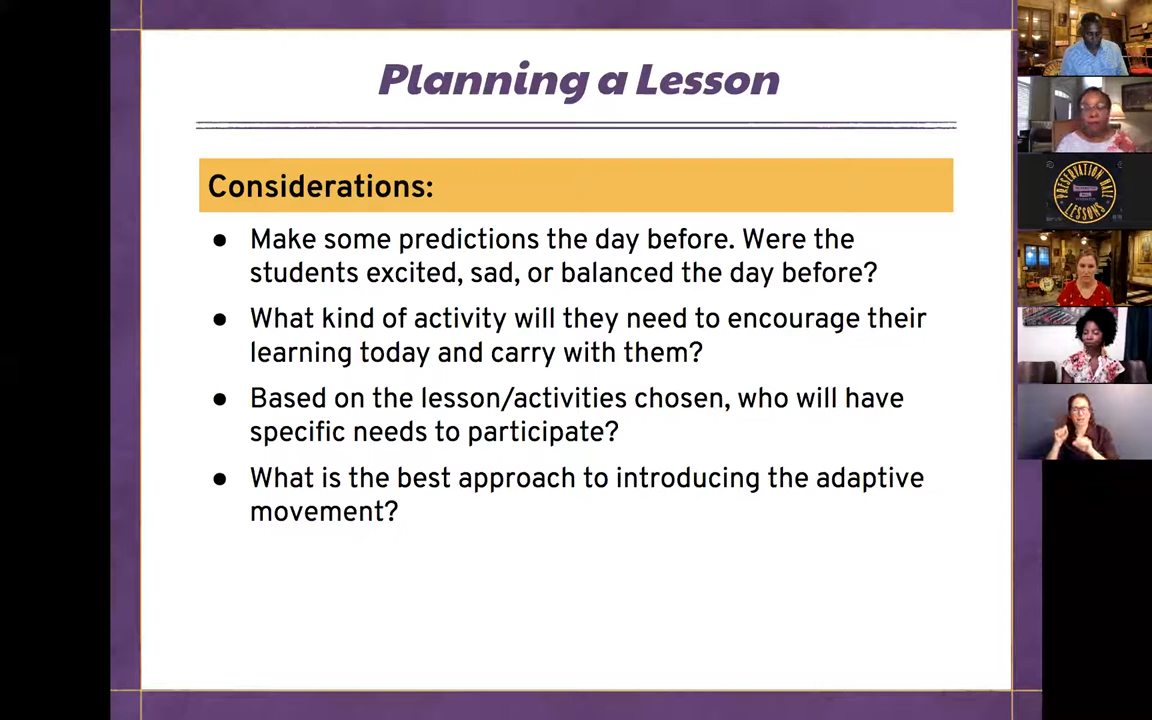 Planning a Lesson
Considerations:
● Make some predictions the day before. Were the
students excited, sad, or balanced the day before?
● What kind of activity will they need to encourage their
learning today and carry with them?
● Based on the lesson/activities chosen, who will have
specific needs to participate?
● What is the best approach to introducing the adaptive
movement?
PRESERVATION HALL
LESSONS